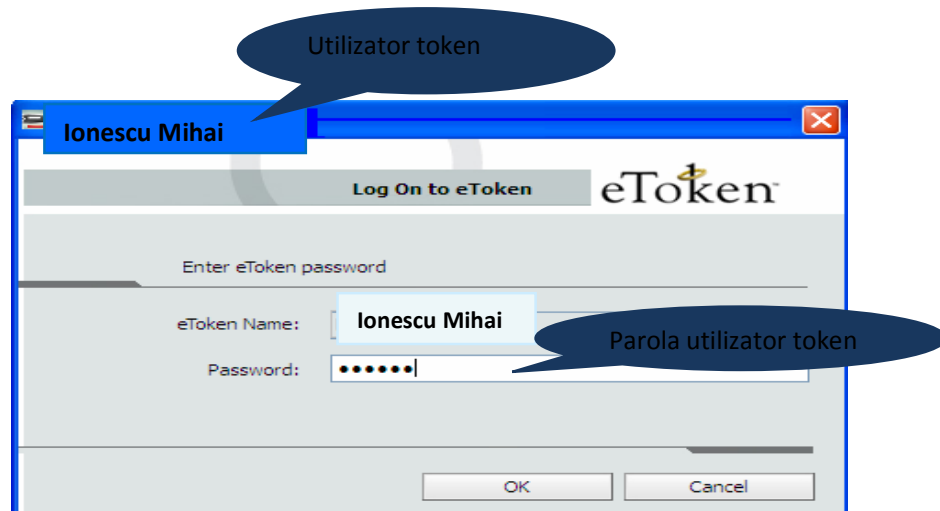 Utilizator token
Ionescu Mihai
Log On to eToken
eToken
Enter eToken password
eToken Name:
Ionescu Mihai
Parola utilizator token
Password:
••••••
OK
Cancel